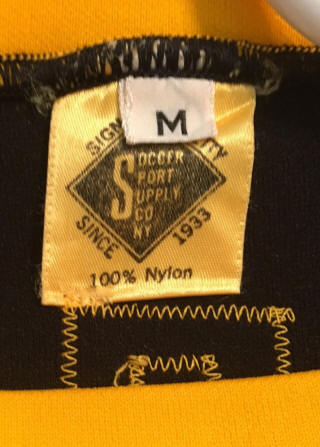 M
SIGN
TY
SOCCER
SPORT
SUPPLY
CO
NY
SINCE 1933
100% Nylon